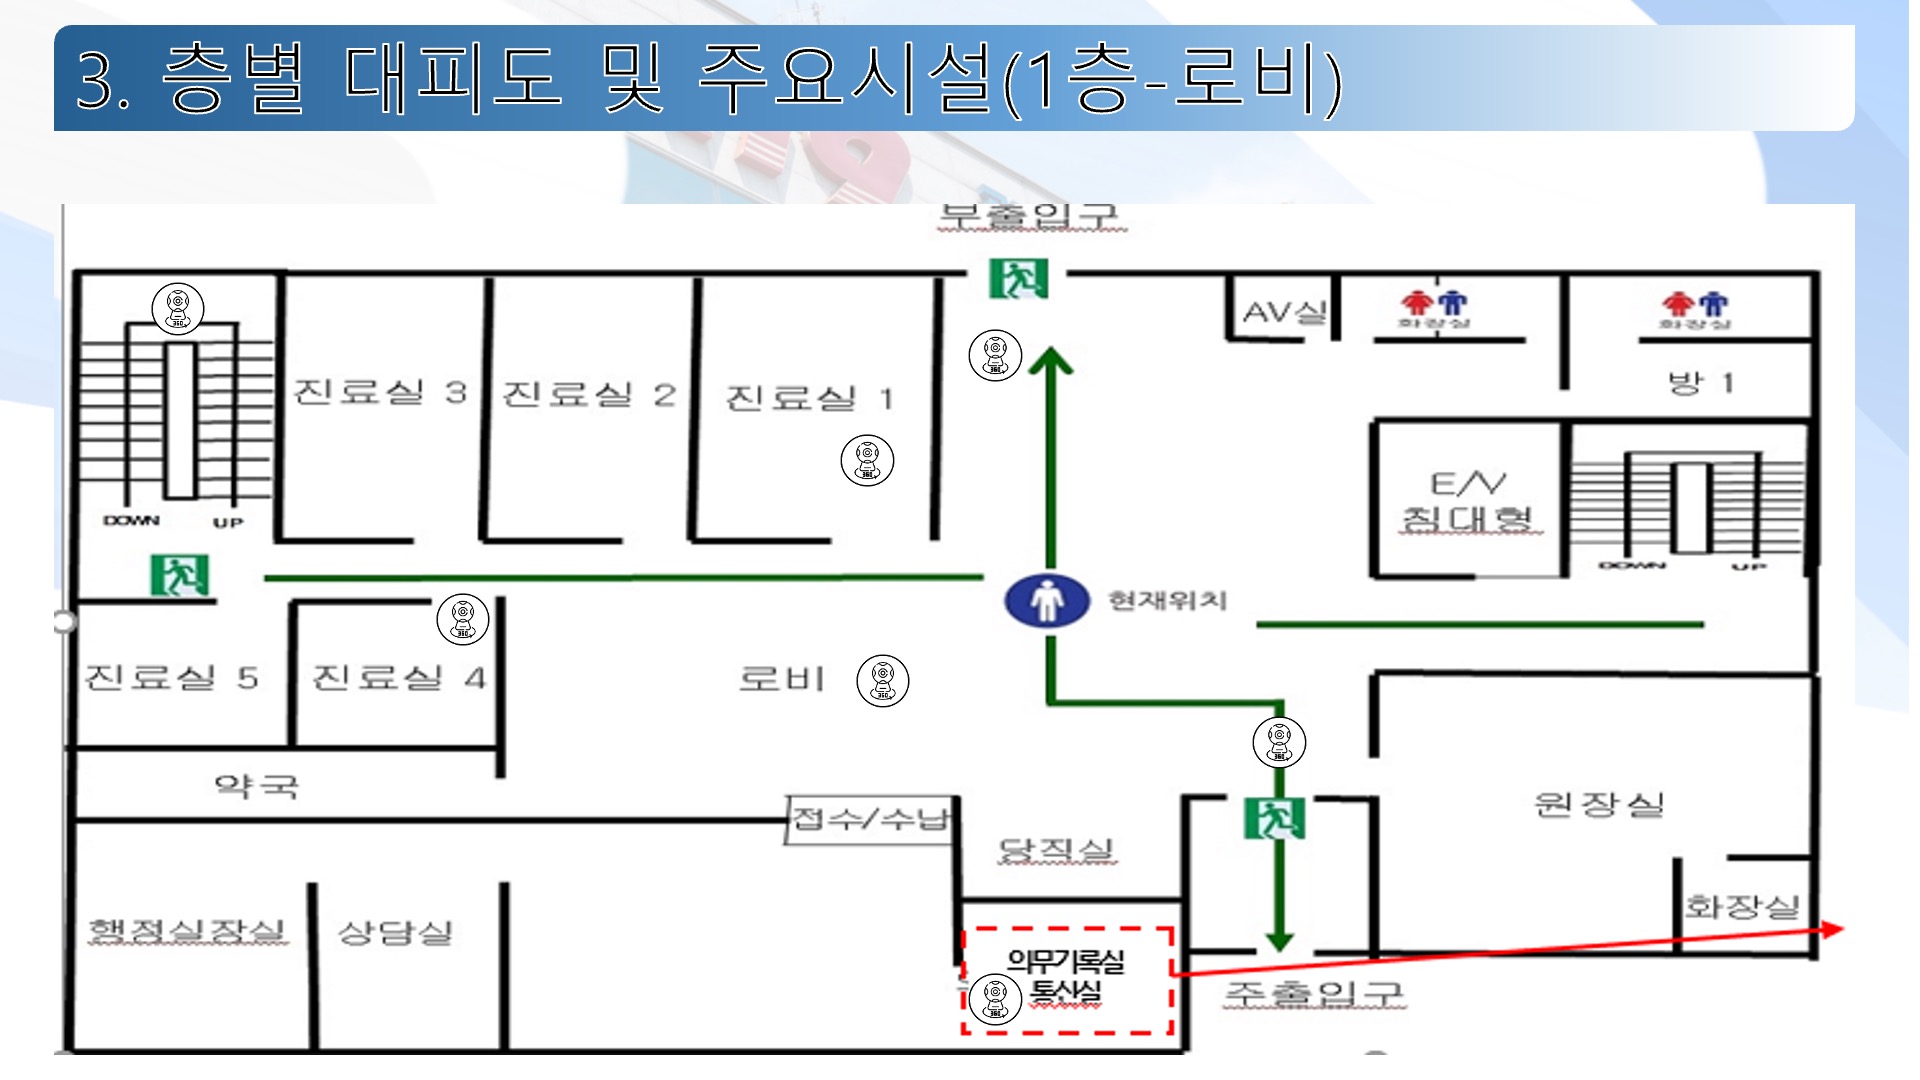 3. 층별 대피도 및 주요시설(1층-로비)
부출입구
AV실
화장실
화장실
진료실 3
진료실 2
진료실 1
방 1
E/V
침대형
DOWN UP
DOWN UP
현재위치
진료실 5
진료실 4
로비
약국
접수/수납
당직실
원장실
행정실장실
상담실
화장실
의무기록실
통신실
주출입구